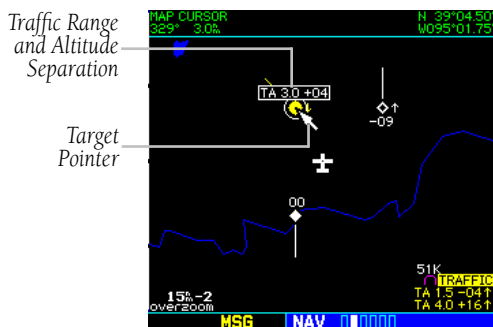 Traffic Range
and Altitude
Separation
Target
Pointer
MAP CURSOR
329° 3.0㎚
N 39°04.50'
W095°01.75'
TA 3.0 +04
-09
00
51K
TRAFFIC
TA 1.5 -04↑
TA 4.0 +16↑
15㎚-2
overzoom
MSG
NAV